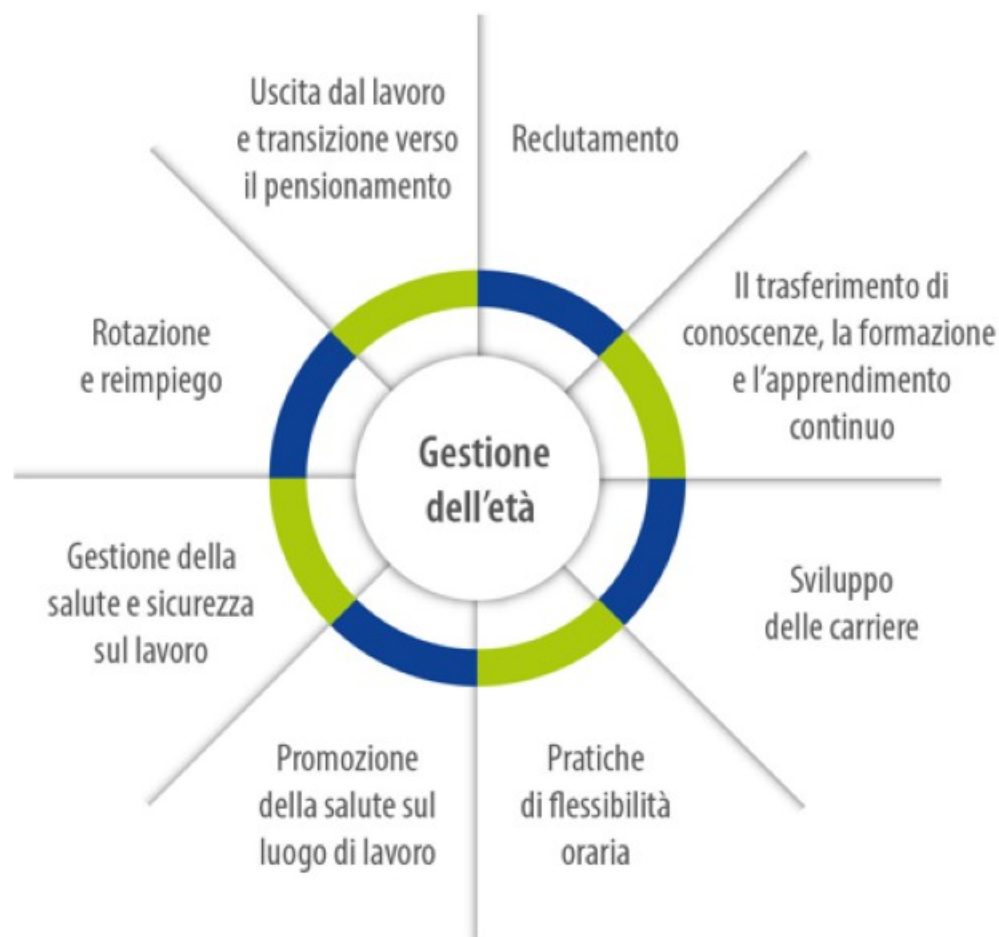 Uscita dal lavoro
e transizione verso
il pensionamento
Reclutamento
Il trasferimento di
conoscenze, la formazione
e l'apprendimento
continuo
Rotazione
e reimpiego
Gestione
dell'età
Gestione della
salute e sicurezza
sul lavoro
Sviluppo
delle carriere
Promozione
della salute sul
luogo di lavoro
Pratiche
di flessibilità
oraria